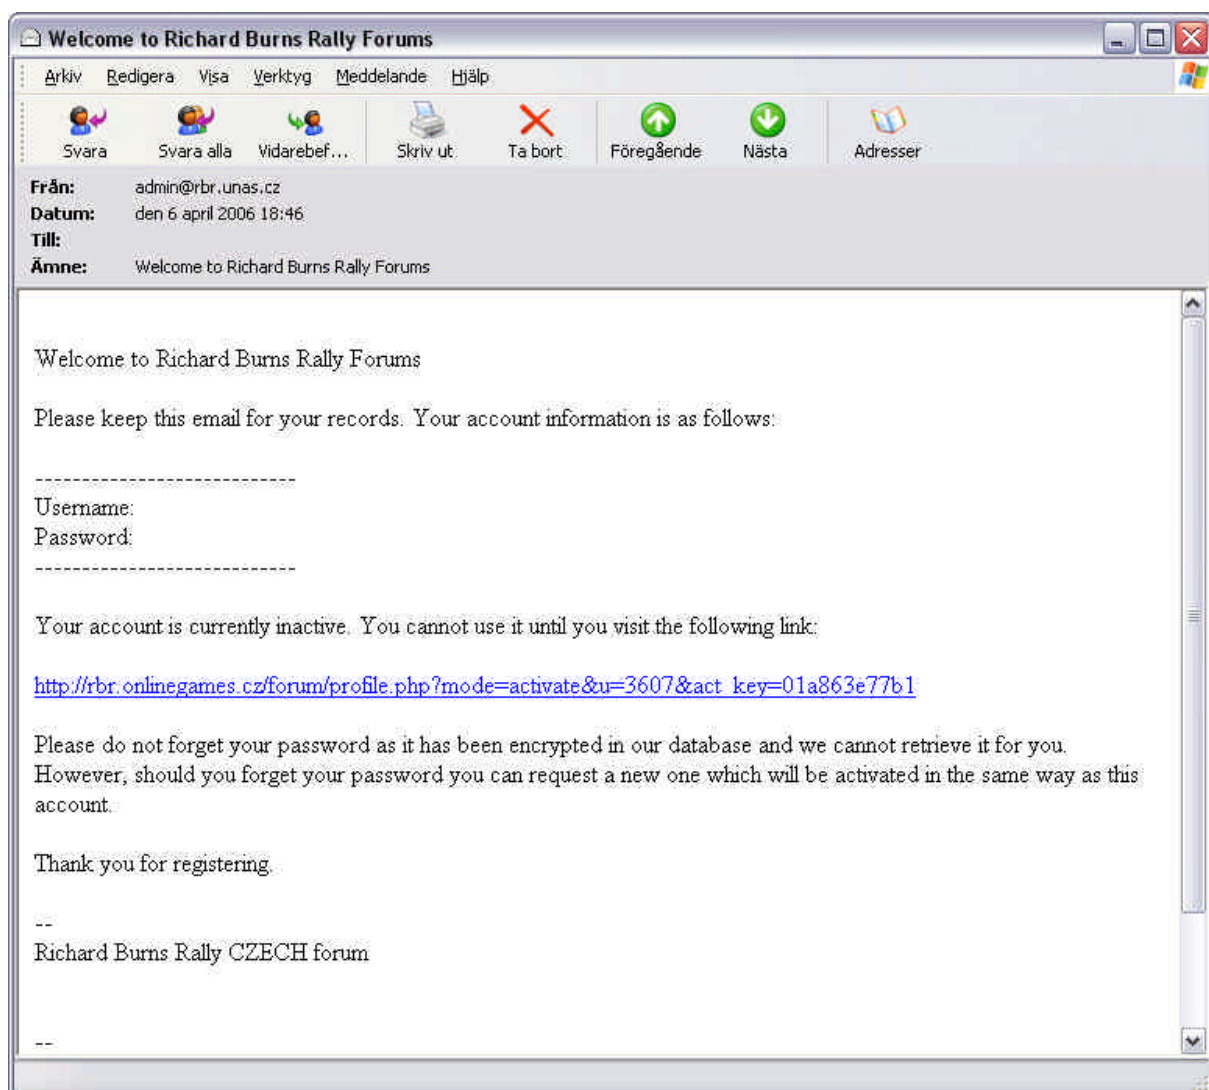 Welcome to Richard Burns Rally Forums
Arkiv Redigera Visa Verktyg Meddelande Hjälp
Svara Svara alla Vidarebef... Skriv ut Ta bort Föregående Nästa Adresser
Från: admin@rbr.unas.cz
Datum: den 6 april 2006 18:46
Till:
Ämne: Welcome to Richard Burns Rally Forums
Welcome to Richard Burns Rally Forums
Please keep this email for your records. Your account information is as follows:
----------------------------
Username:
Password:
----------------------------
Your account is currently inactive. You cannot use it until you visit the following link:
http://rbr.onlinegames.cz/forum/profile.php?mode=activate&u=3607&act_key=01a863e77b1
Please do not forget your password as it has been encrypted in our database and we cannot retrieve it for you.
However, should you forget your password you can request a new one which will be activated in the same way as this
account.
Thank you for registering.
--
Richard Burns Rally CZECH forum
--